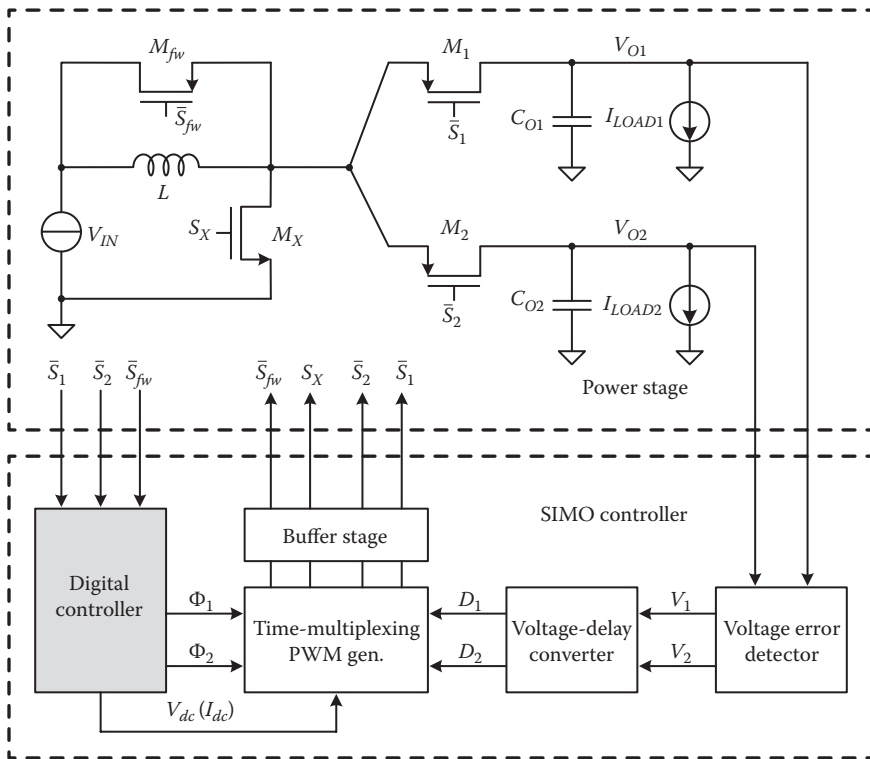 M_fw
S̄_fw
L
V_IN
S_X
M_X
M_1
S̄_1
V_O1
C_O1
I_LOAD1
M_2
S̄_2
V_O2
C_O2
I_LOAD2
Power stage
S̄_1 S̄_2 S̄_fw
S̄_fw S_X S̄_2 S̄_1
SIMO controller
Buffer stage
Digital
controller
Φ_1
Φ_2
Time-multiplexing
PWM gen.
D_1
D_2
Voltage-delay
converter
V_1
V_2
Voltage error
detector
V_dc (I_dc)